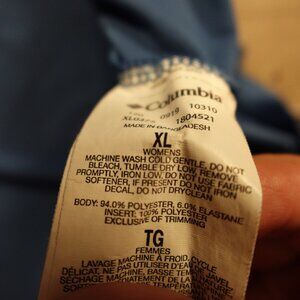 Columbia
0919 10310
1804521
MADE IN BANGLADESH
XL
WOMENS
MACHINE WASH COLD GENTLE, DO NOT
BLEACH, TUMBLE DRY LOW, REMOVE
PROMPTLY, IRON LOW, DO NOT USE FABRIC
SOFTENER, IF PRESENT DO NOT IRON
DECAL, DO NOT DRYCLEAN
BODY: 94.0% POLYESTER, 6.0% ELASTANE
INSERT: 100% POLYESTER
EXCLUSIVE OF TRIMMING
TG
FEMMES
LAVAGE MACHINE À FROID, CYCLE
DÉLICAT, NE PAS UTILISER D'EAU
SÉCHAGE MACHINE, BASSE TEMPÉRATURE